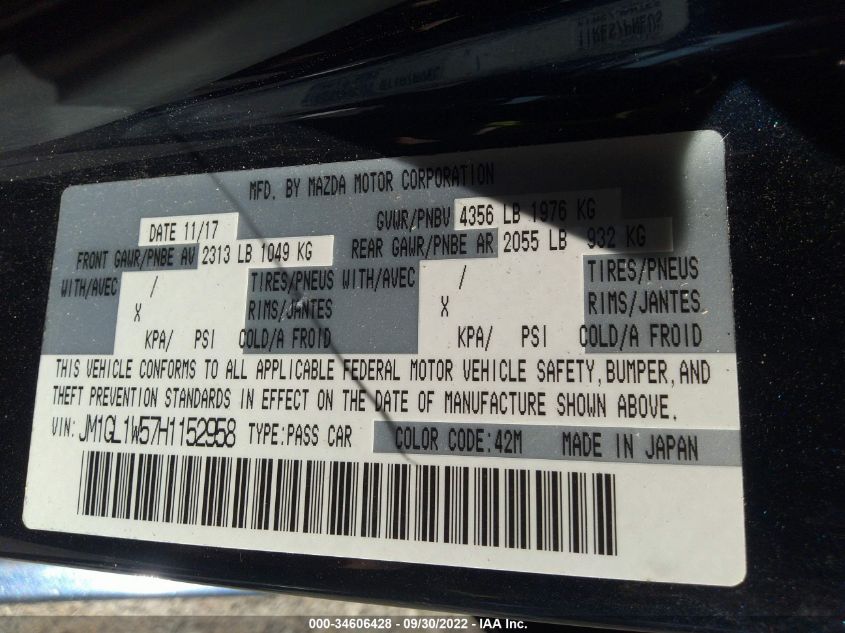 TIRES/PNEUS
MFD. BY MAZDA MOTOR CORPORATION
DATE 11/17 GVWR/PNBV 4356 LB 1976 KG
FRONT GAWR/PNBE AV 2313 LB 1049 KG REAR GAWR/PNBE AR 2055 LB 932 KG
WITH/AVEC / TIRES/PNEUS WITH/AVEC / TIRES/PNEUS
X RIMS/JANTES X RIMS/JANTES
KPA/ PSI COLD/A FROID KPA/ PSI COLD/A FROID
THIS VEHICLE CONFORMS TO ALL APPLICABLE FEDERAL MOTOR VEHICLE SAFETY, BUMPER, AND
THEFT PREVENTION STANDARDS IN EFFECT ON THE DATE OF MANUFACTURE SHOWN ABOVE.
VIN: JM1GL1W57H1152958 TYPE:PASS CAR COLOR CODE:42M MADE IN JAPAN
000-34606428 - 09/30/2022 - IAA Inc.